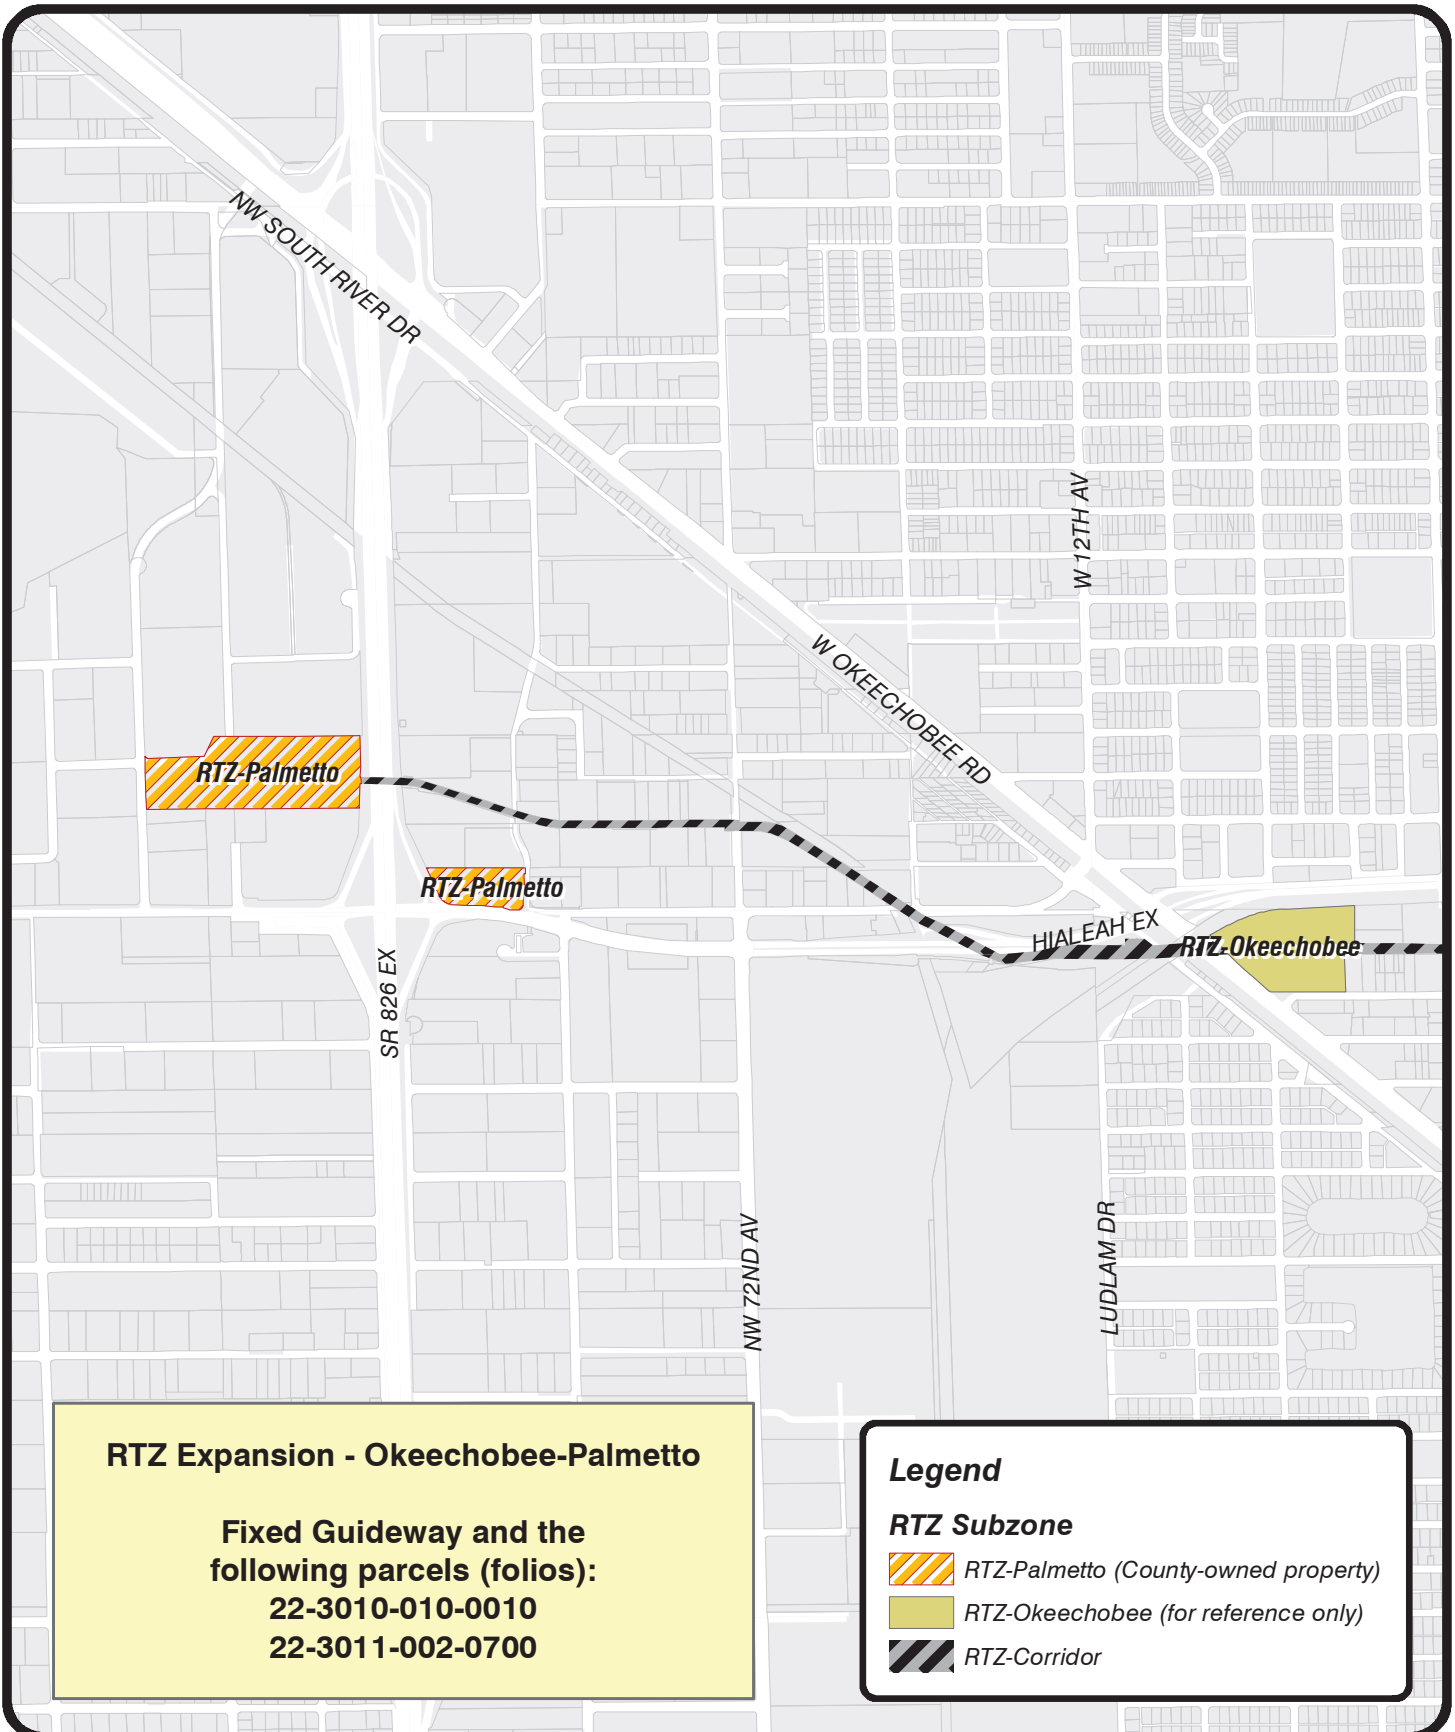 NW SOUTH RIVER DR
W 12TH AV
W OKEECHOBEE RD
RTZ-Palmetto
RTZ-Palmetto
HIALEAH EX
RTZ-Okeechobee
SR 826 EX
NW 72ND AV
LUDLAM DR
RTZ Expansion - Okeechobee-Palmetto
Fixed Guideway and the
following parcels (folios):
22-3010-010-0010
22-3011-002-0700
Legend
RTZ Subzone
RTZ-Palmetto (County-owned property)
RTZ-Okeechobee (for reference only)
RTZ-Corridor